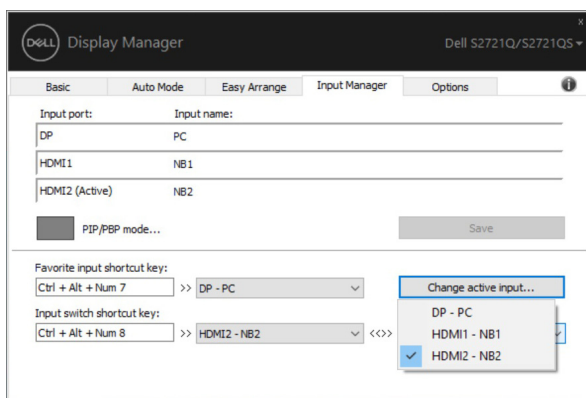 x
DELL Display Manager Dell S2721Q/S2721QS
Basic Auto Mode Easy Arrange Input Manager Options i
Input port: Input name:
DP PC
HDMI1 NB1
HDMI2 (Active) NB2
PIP/PBP mode... Save
Favorite input shortcut key:
Ctrl + Alt + Num 7 >> DP - PC Change active input...
Input switch shortcut key:
Ctrl + Alt + Num 8 >> HDMI2 - NB2 <<>>
DP - PC
HDMI1 - NB1
HDMI2 - NB2